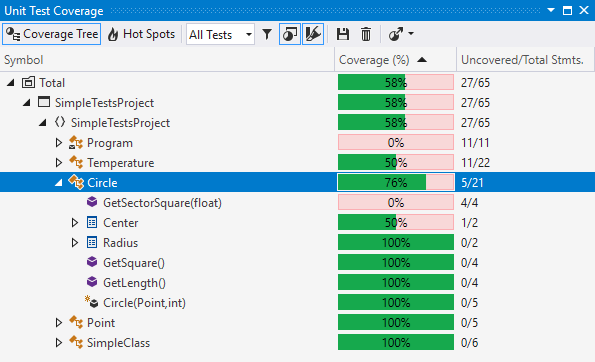 Unit Test Coverage
Coverage Tree Hot Spots All Tests
Symbol Coverage (%) Uncovered/Total Stmts.
Total 58% 27/65
SimpleTestsProject 58% 27/65
SimpleTestsProject 58% 27/65
Program 0% 11/11
Temperature 50% 11/22
Circle 76% 5/21
GetSectorSquare(float) 0% 4/4
Center 50% 1/2
Radius 100% 0/2
GetSquare() 100% 0/4
GetLength() 100% 0/4
Circle(Point,int) 100% 0/5
Point 100% 0/5
SimpleClass 100% 0/6